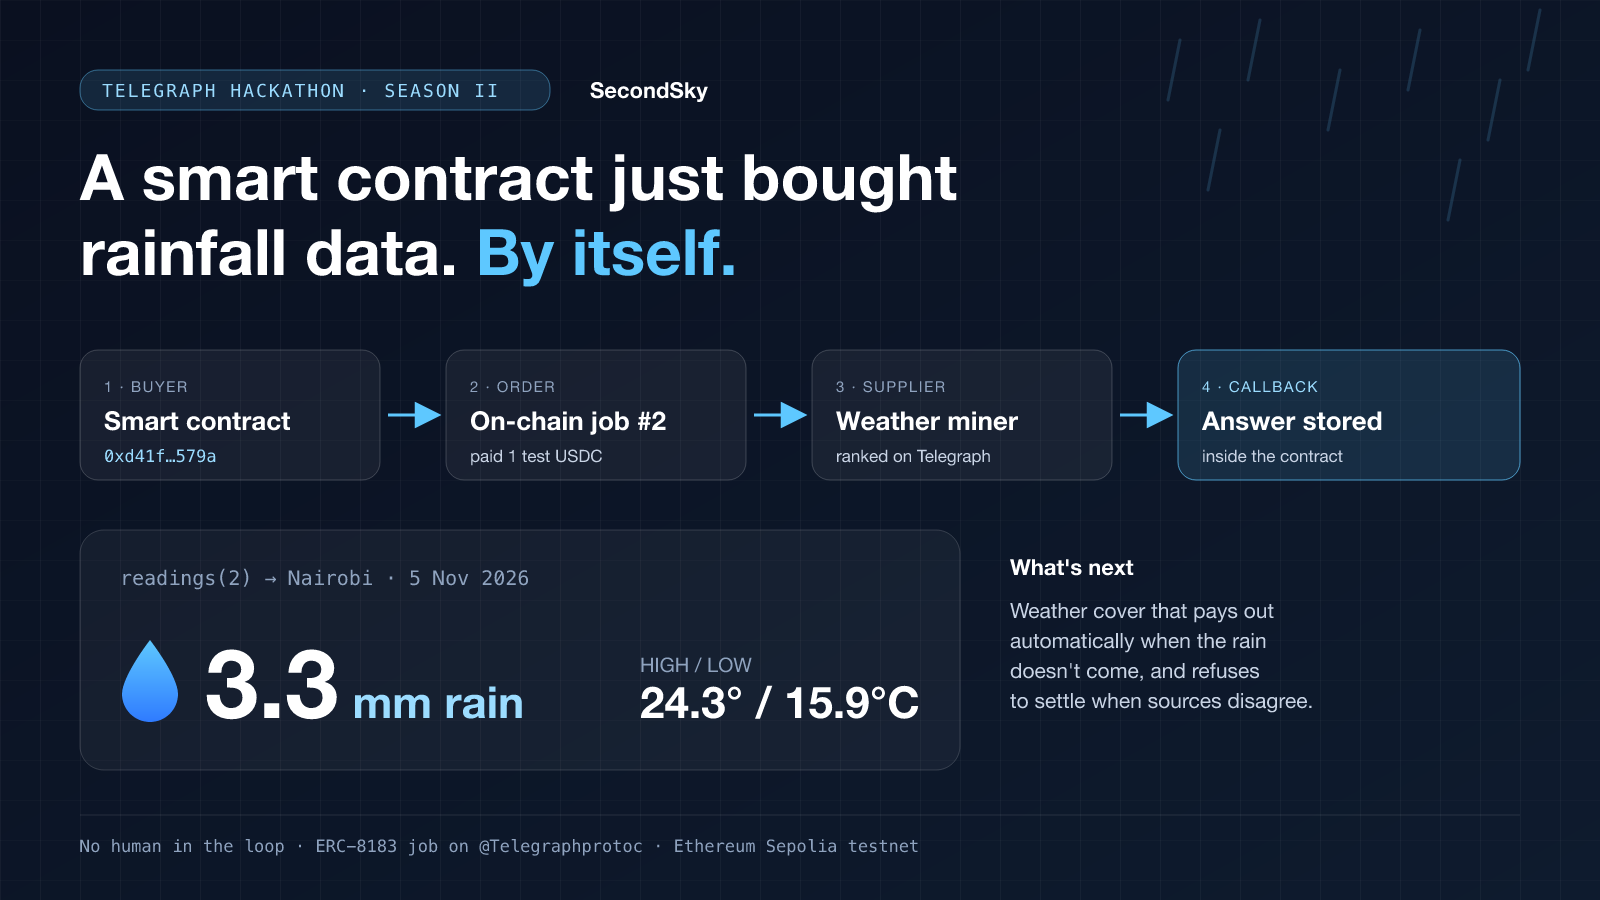 TELEGRAPH HACKATHON · SEASON II
SecondSky
A smart contract just bought
rainfall data. By itself.
1 · BUYER
Smart contract
0xd41f…579a
2 · ORDER
On-chain job #2
paid 1 test USDC
3 · SUPPLIER
Weather miner
ranked on Telegraph
4 · CALLBACK
Answer stored
inside the contract
readings(2) → Nairobi · 5 Nov 2026
3.3 mm rain
HIGH / LOW
24.3° / 15.9°C
What's next
Weather cover that pays out
automatically when the rain
doesn't come, and refuses
to settle when sources disagree.
No human in the loop · ERC-8183 job on @Telegraphprotoc · Ethereum Sepolia testnet